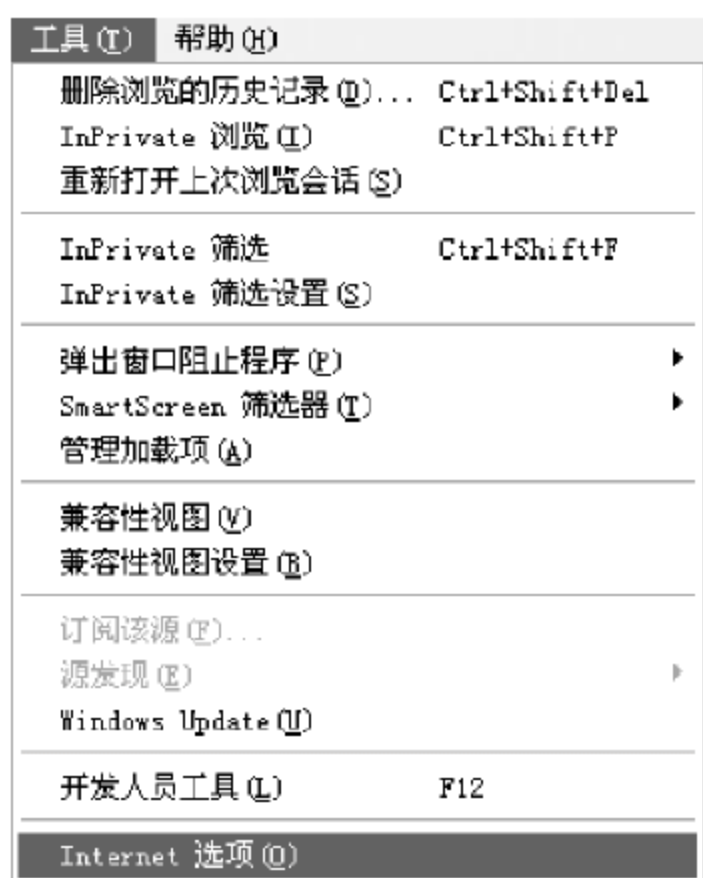 工具(T) 帮助(H)
删除浏览的历史记录(D)... Ctrl+Shift+Del
InPrivate 浏览(I) Ctrl+Shift+P
重新打开上次浏览会话(S)
InPrivate 筛选 Ctrl+Shift+F
InPrivate 筛选设置(S)
弹出窗口阻止程序(P)
SmartScreen 筛选器(T)
管理加载项(A)
兼容性视图(V)
兼容性视图设置(B)
订阅该源(F)...
源发现(E)
Windows Update(U)
开发人员工具(L) F12
Internet 选项(O)